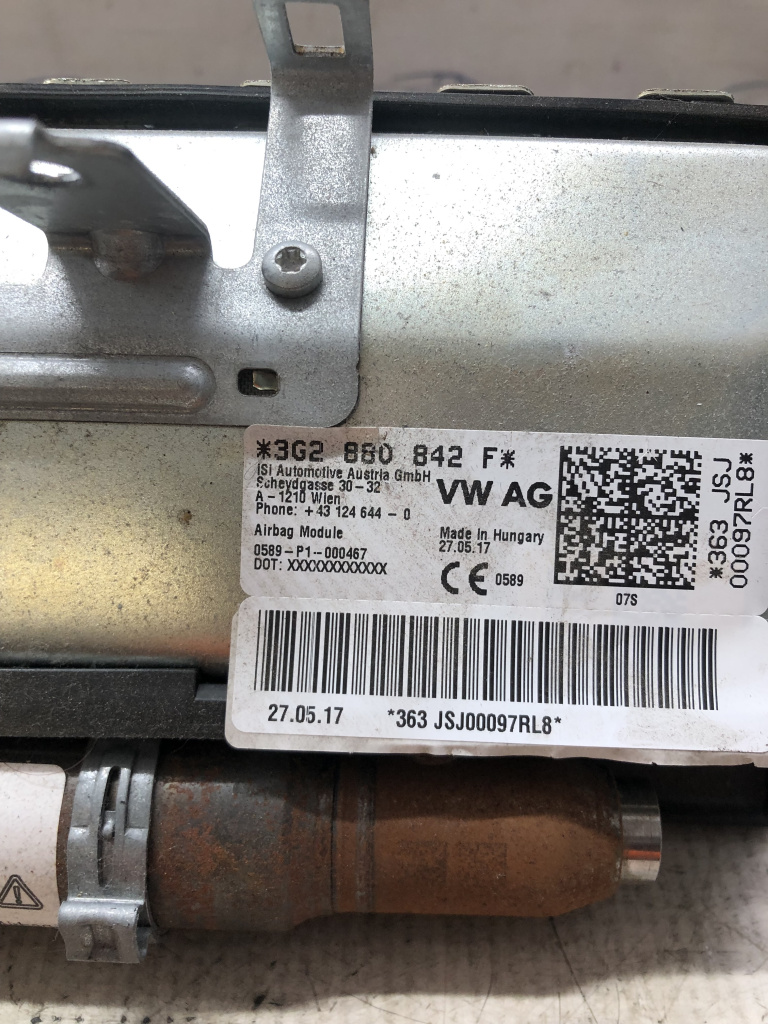 *3G2 880 842 F*
iSi Automotive Austria GmbH
Scheydgasse 30-32
A - 1210 Wien
Phone: +43 124 644 - 0
VW AG
Airbag Module
0589-P1-000467
DOT: XXXXXXXXXXXX
Made in Hungary
27.05.17
CE 0589
07S
*363 JSJ
00097RL8*
27.05.17 *363 JSJ00097RL8*